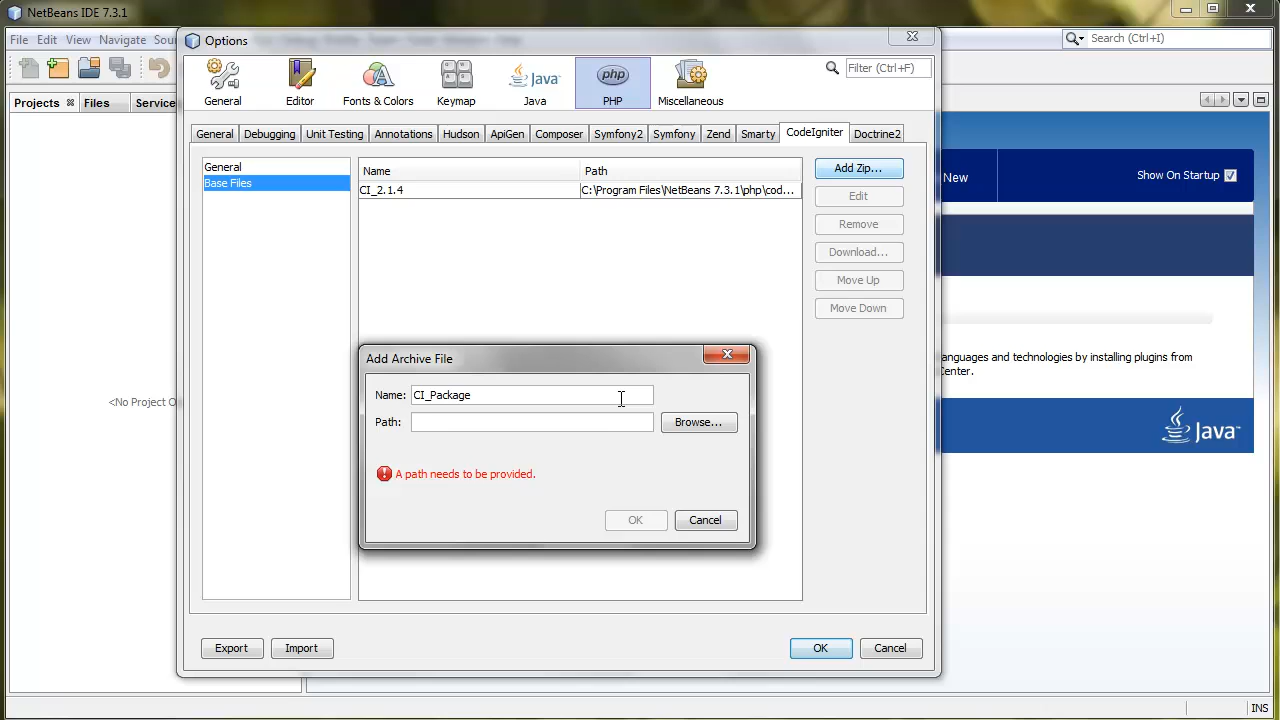 NetBeans IDE 7.3.1
File Edit View Navigate
Search (Ctrl+I)
Options
General Editor Fonts & Colors Keymap Java PHP Miscellaneous
Filter (Ctrl+F)
Projects Files Service
General Debugging Unit Testing Annotations Hudson ApiGen Composer Symfony2 Symfony Zend Smarty CodeIgniter Doctrine2
General
Base Files
Name Path
CI_2.1.4 C:\Program Files\NetBeans 7.3.1\php\cod...
Add Zip...
Edit
Remove
Download...
Move Up
Move Down
New
Show On Startup
anguages and technologies by installing plugins from
Center.
Java
<No Project O
Add Archive File
Name: CI_Package
Path: Browse...
A path needs to be provided.
OK Cancel
Export Import OK Cancel
INS